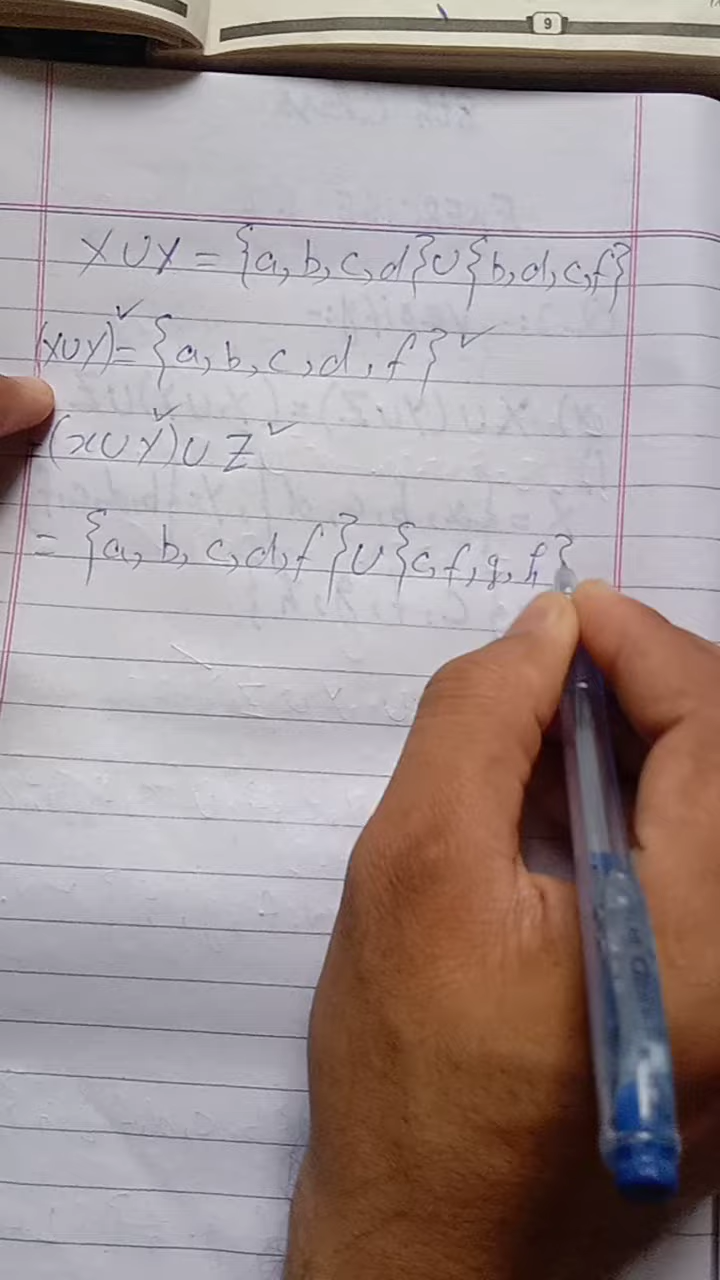 9
X U Y = {a, b, c, d} U {b, d, c, f}
(X U Y) = {a, b, c, d, f}
= (X U Y) U Z
= {a, b, c, d, f} U {c, f, g, h}